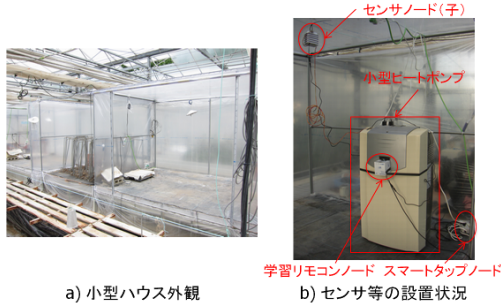 センサノード(子)
小型ヒートポンプ
学習リモコンノード スマートタップノード
a) 小型ハウス外観
b) センサ等の設置状況